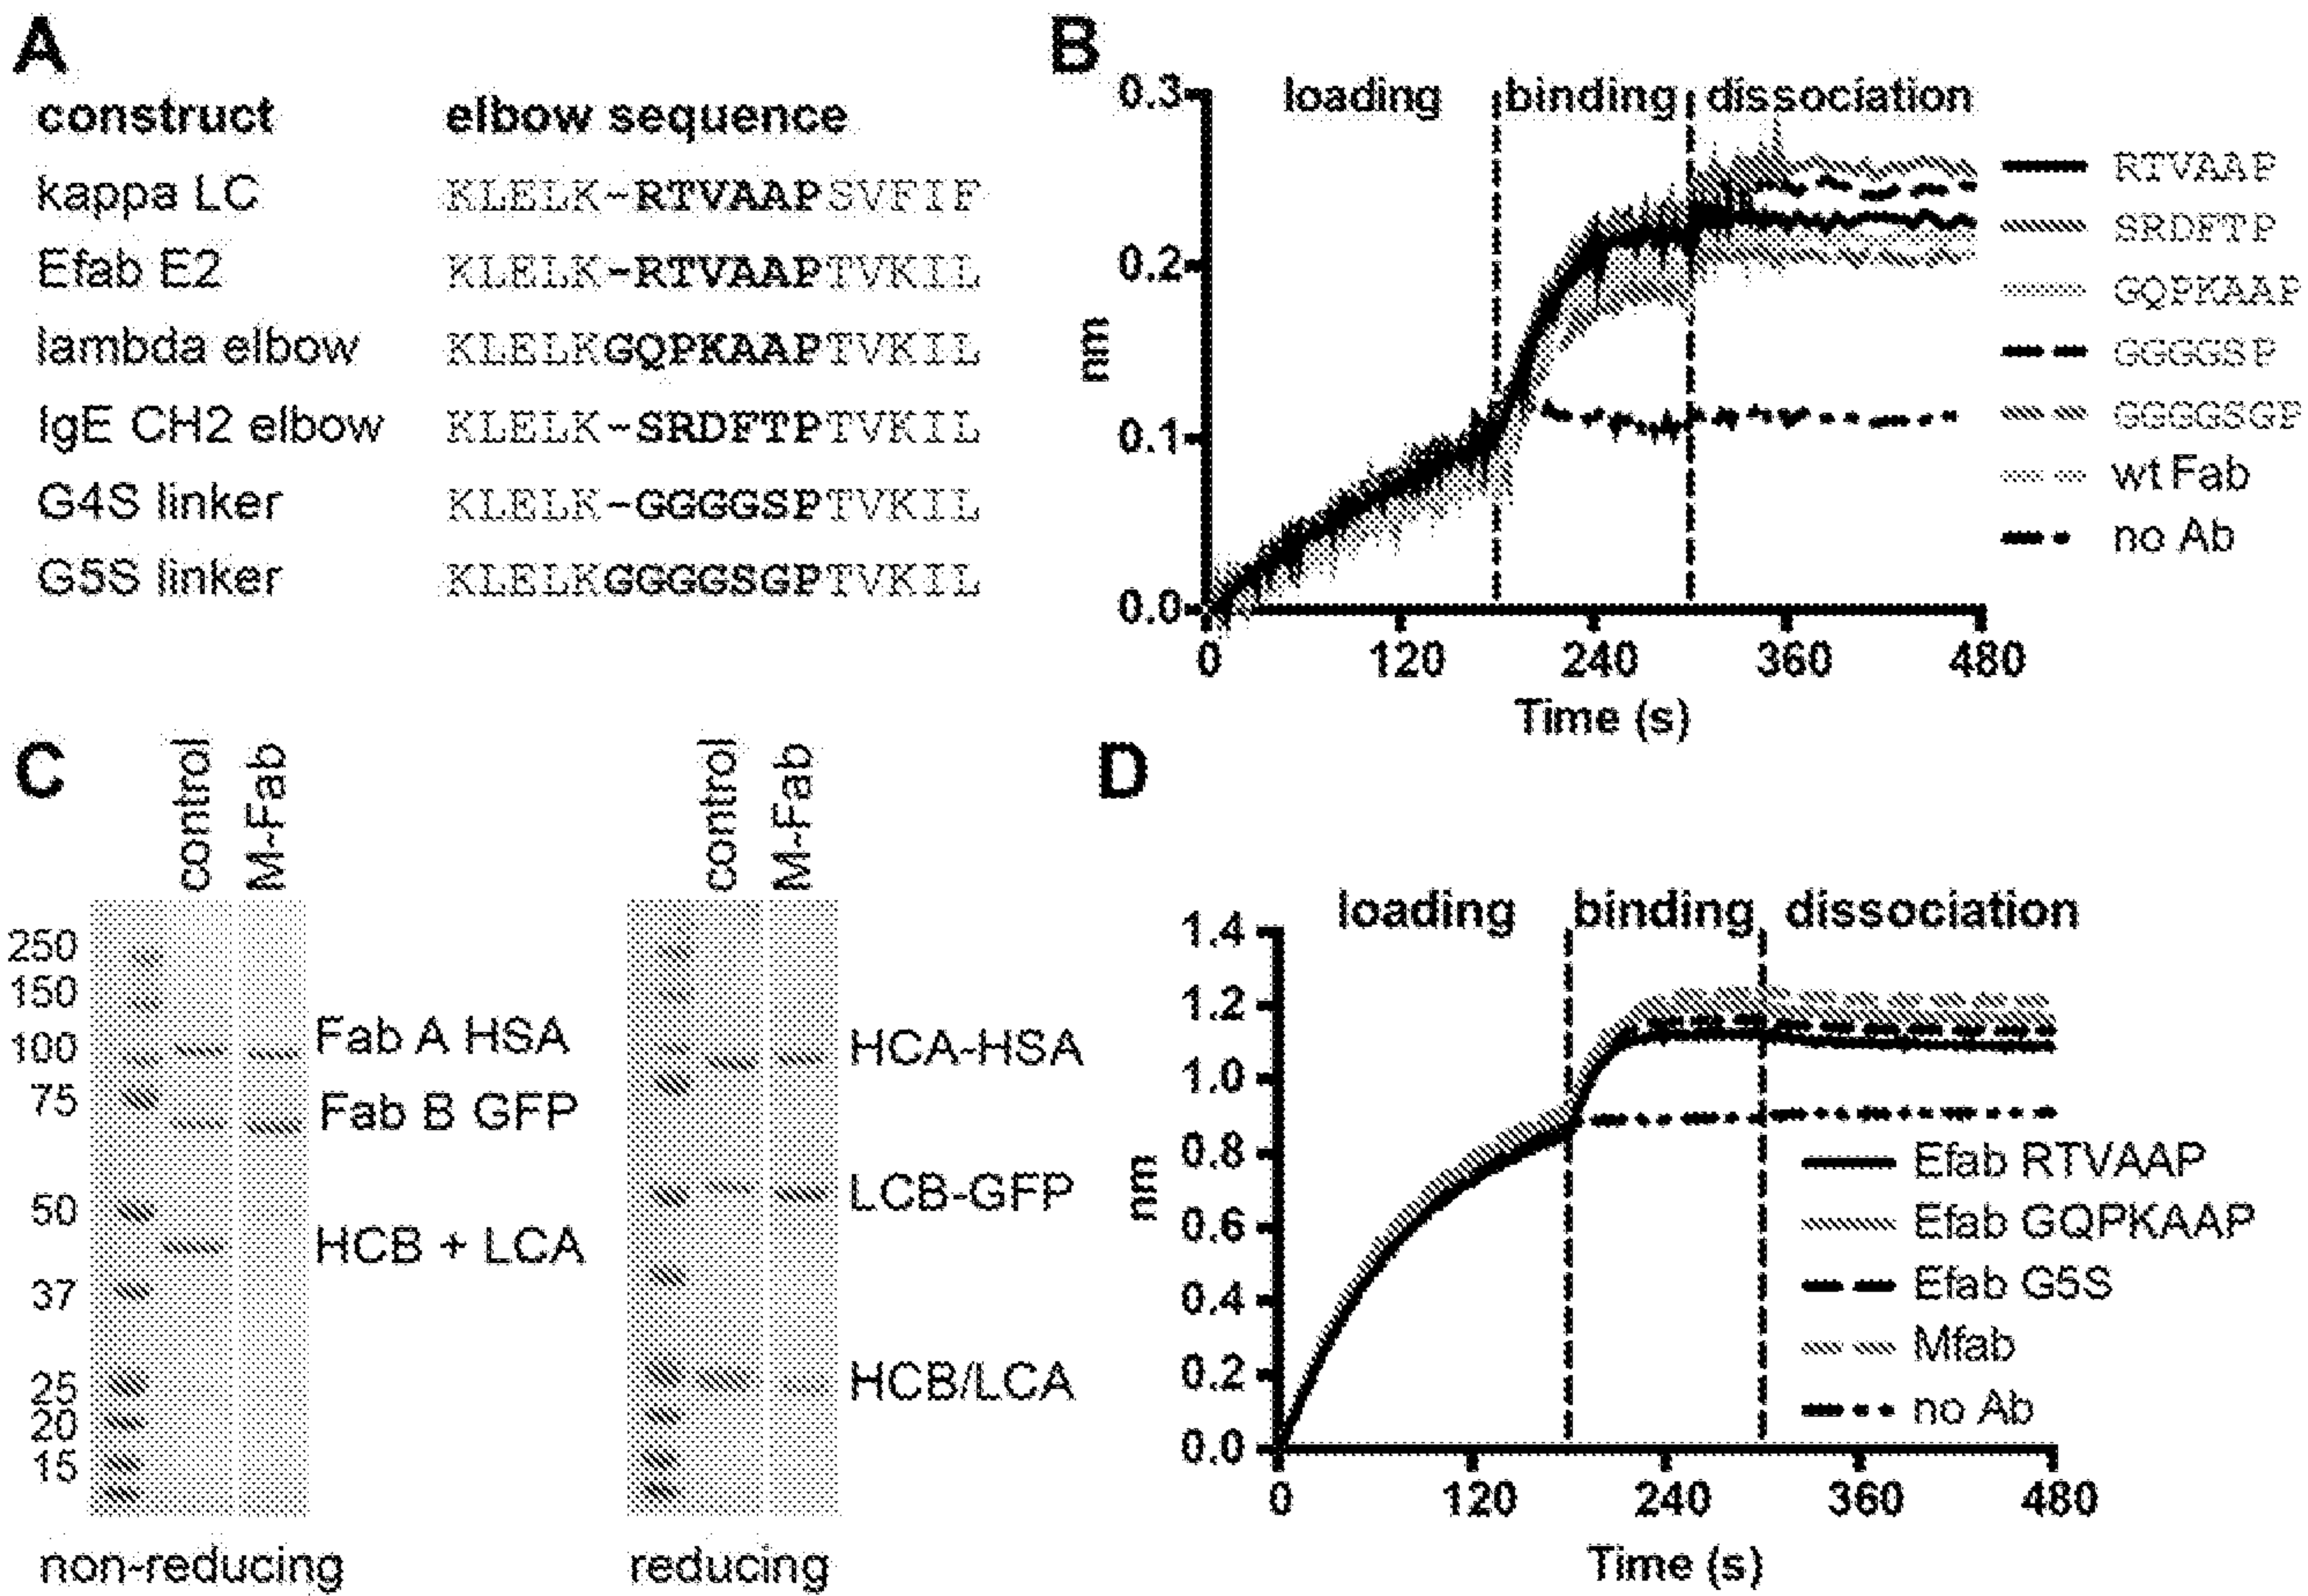 A
construct elbow sequence
kappa LC KLELK-RTVAAPSVFIF
Efab E2 KLELK-RTVAAPTVKIL
lambda elbow KLELKGQPKAAPTVKIL
IgE CH2 elbow KLELK-SRDFTPTVKIL
G4S linker KLELK-GGGGSPTVKIL
G5S linker KLELKGGGGSGPTVKIL
B
loading binding dissociation
0.3
0.2
0.1
0.0
nm
0 120 240 360 480
Time (s)
RTVAAP
SRDFTP
GQPKAAP
GGGGSP
GGGGSGP
wt Fab
no Ab
C
control
M-Fab
control
M-Fab
250
150
100
75
50
37
25
20
15
Fab A HSA
Fab B GFP
HCB + LCA
HCA-HSA
LCB-GFP
HCB/LCA
non-reducing
reducing
D
loading binding dissociation
1.4
1.2
1.0
0.8
0.6
0.4
0.2
0.0
nm
Efab RTVAAP
Efab GQPKAAP
Efab G5S
Mfab
no Ab
0 120 240 360 480
Time (s)